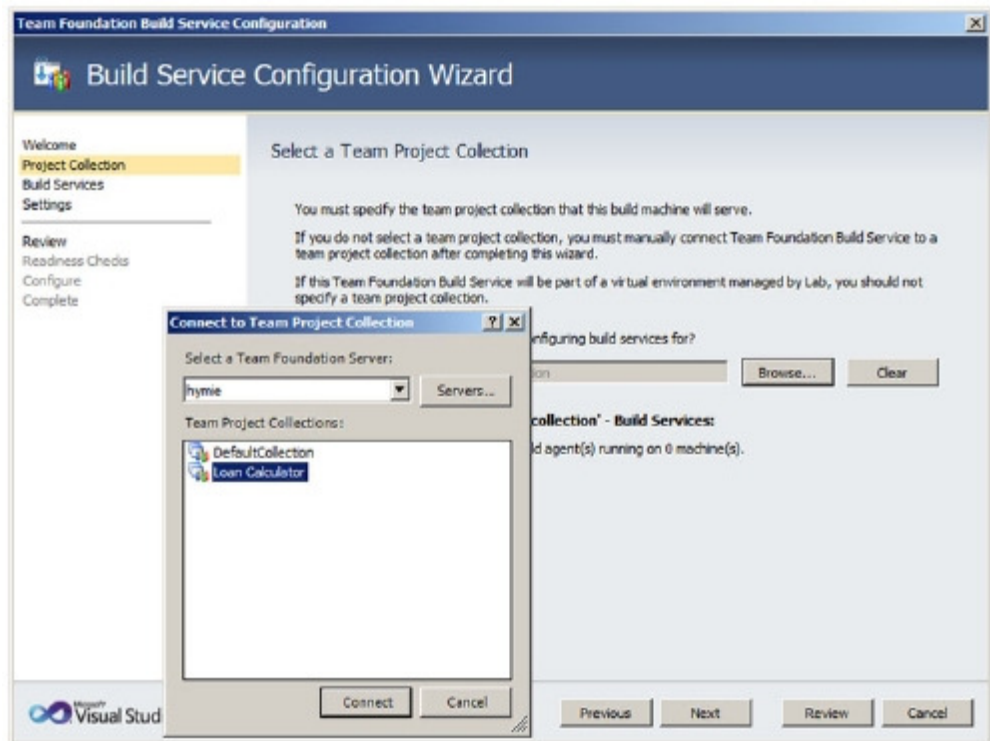 Team Foundation Build Service Configuration
Build Service Configuration Wizard
Welcome
Project Collection
Build Services
Settings
Review
Readiness Checks
Configure
Complete
Select a Team Project Collection
You must specify the team project collection that this build machine will serve.
If you do not select a team project collection, you must manually connect Team Foundation Build Service to a
team project collection after completing this wizard.
If this Team Foundation Build Service will be part of a virtual environment managed by Lab, you should not
specify a team project collection.
nfiguring build services for?
ion
Browse...
Clear
collection' - Build Services:
ld agent(s) running on 0 machine(s).
Connect to Team Project Collection
Select a Team Foundation Server:
hymie
Servers...
Team Project Collections:
DefaultCollection
Loan Calculator
Connect
Cancel
Microsoft
Visual Stud
Previous
Next
Review
Cancel